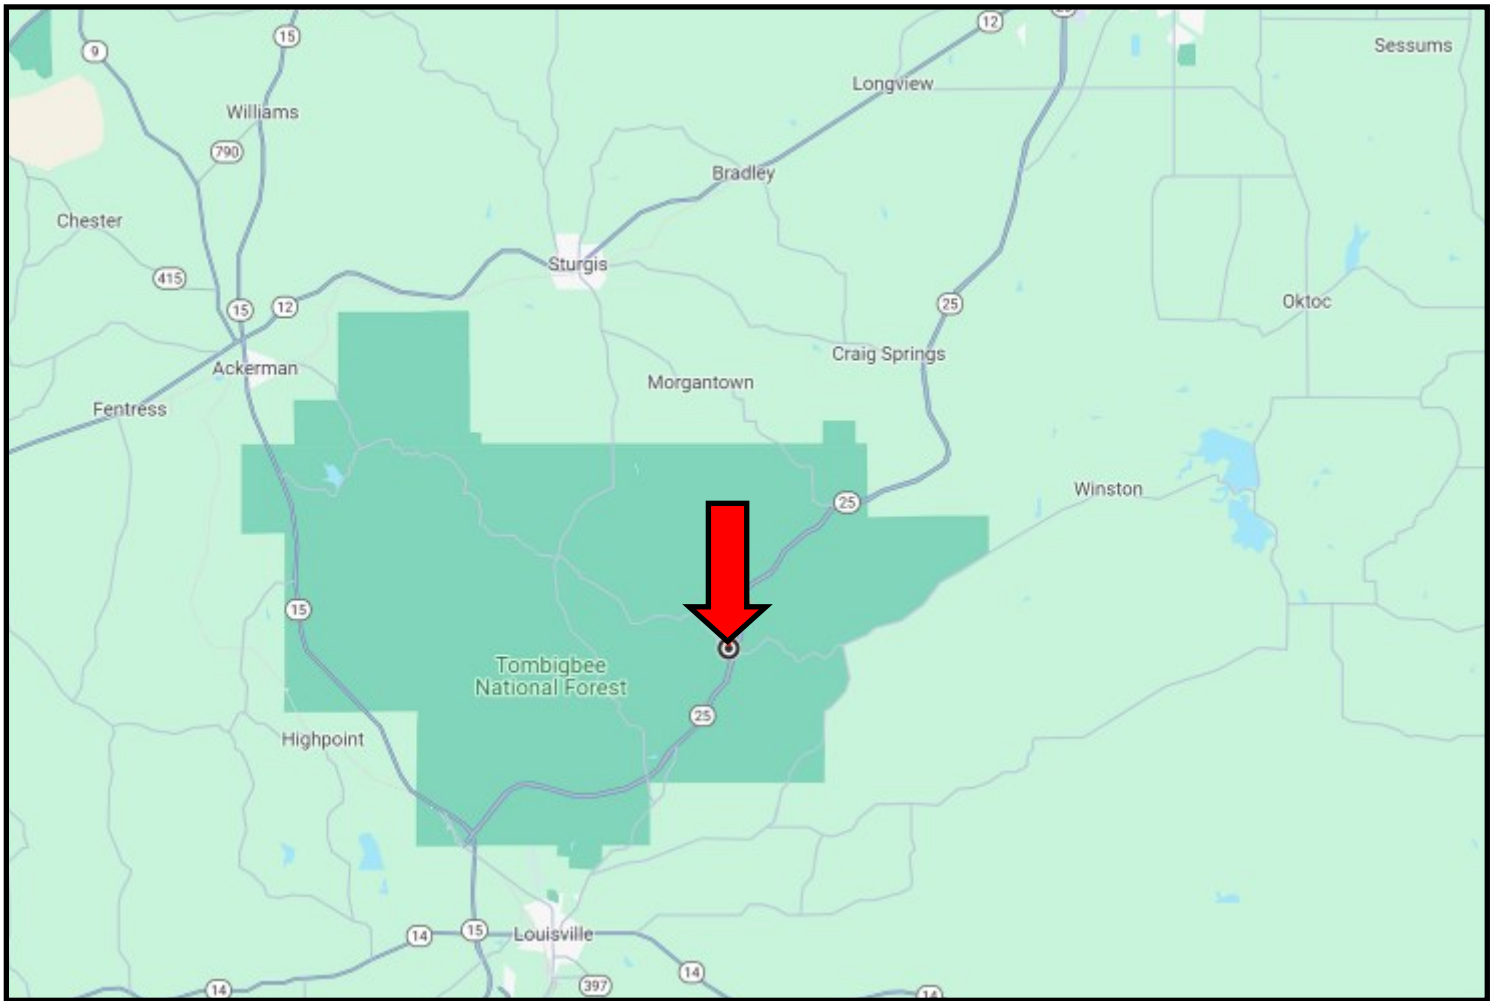 12
15
9
Sessums
Longview
Williams
790
Bradley
Chester
Sturgis
415
15
12
25
Oktoc
Craig Springs
Ackerman
Morgantown
Fentress
Winston
25
15
Tombigbee
National Forest
25
Highpoint
14
15
Louisville
14
397
14
14